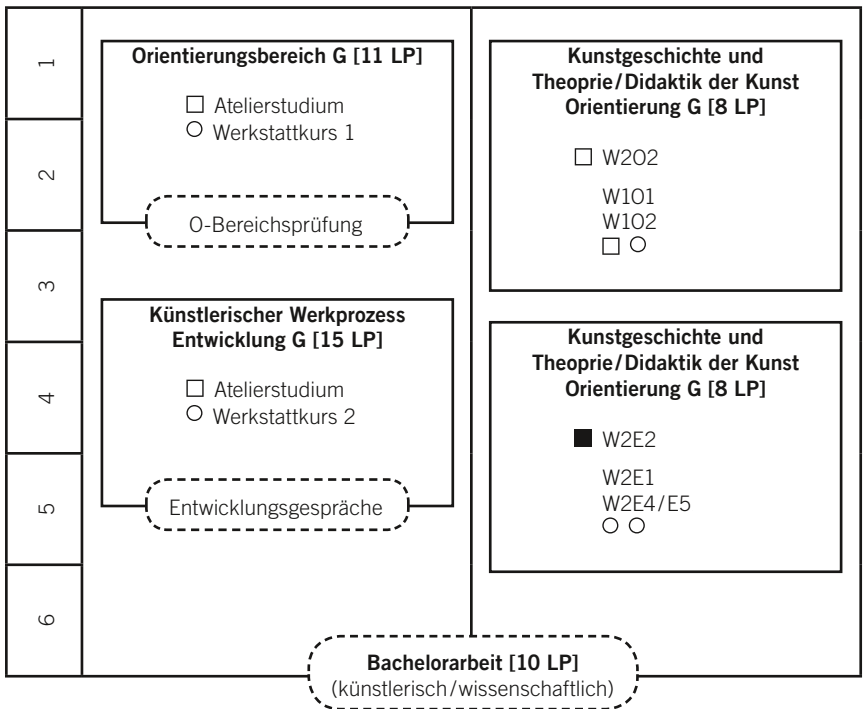 1
2
3
4
5
6
Orientierungsbereich G [11 LP]
Atelierstudium
Werkstattkurs 1
O-Bereichsprüfung
Künstlerischer Werkprozess
Entwicklung G [15 LP]
Atelierstudium
Werkstattkurs 2
Entwicklungsgespräche
Kunstgeschichte und
Theoprie/Didaktik der Kunst
Orientierung G [8 LP]
W2O2
W1O1
W1O2
Kunstgeschichte und
Theoprie/Didaktik der Kunst
Orientierung G [8 LP]
W2E2
W2E1
W2E4/E5
Bachelorarbeit [10 LP]
(künstlerisch/wissenschaftlich)